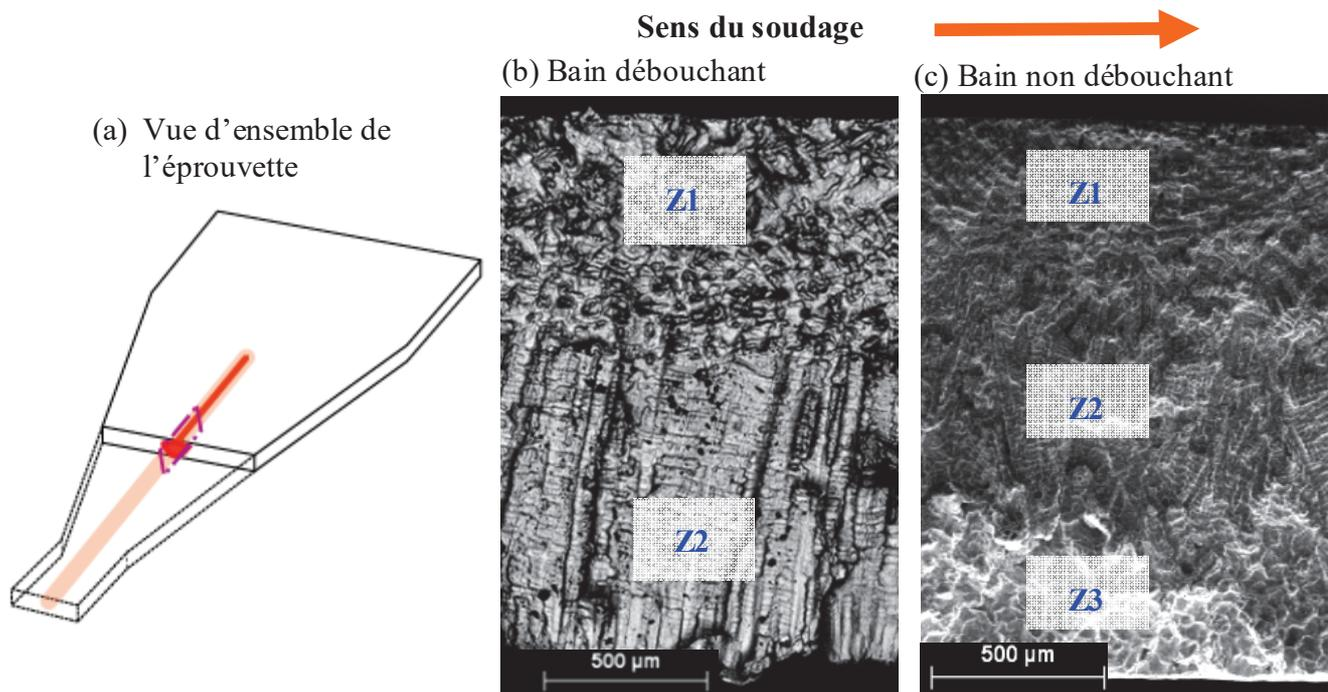 Sens du soudage
(b) Bain débouchant
(c) Bain non débouchant
(a) Vue d'ensemble de
l'éprouvette
Z1
Z2
500 µm
Z1
Z2
Z3
500 µm